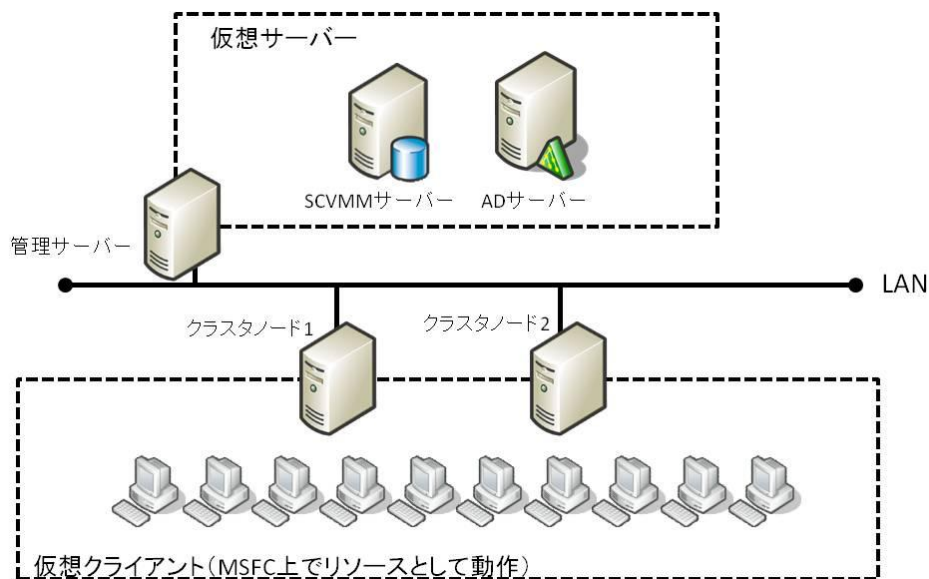 仮想サーバー
SCVMMサーバー
ADサーバー
管理サーバー
LAN
クラスタノード1
クラスタノード2
仮想クライアント(MSFC上でリソースとして動作)